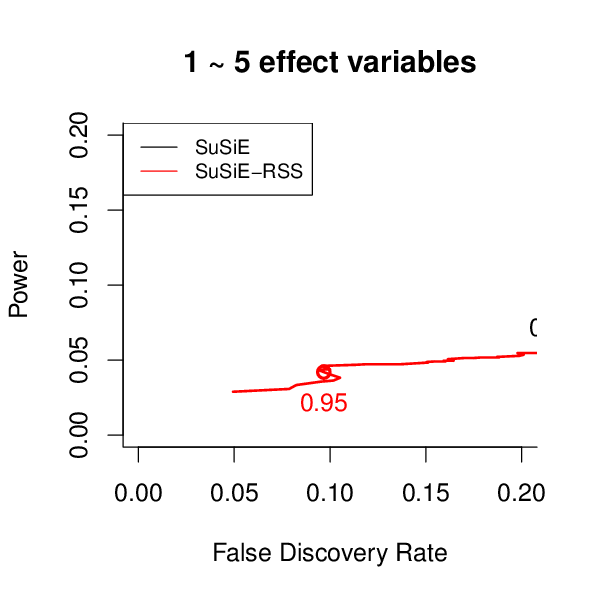 1 ~ 5 effect variables
SuSiE
SuSiE−RSS
Power
0.20
0.15
0.10
0.05
0.00
0.95
0.00 0.05 0.10 0.15 0.20
False Discovery Rate